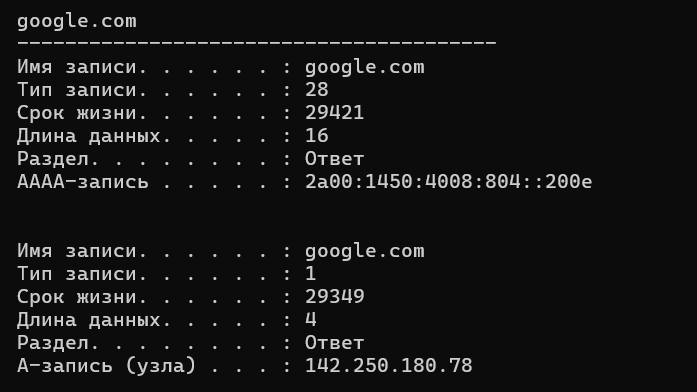 google.com
----------------------------------------
Имя записи. . . . . . : google.com
Тип записи. . . . . . : 28
Срок жизни. . . . . . : 29421
Длина данных. . . . . : 16
Раздел. . . . . . . . : Ответ
AAAA-запись . . . . . : 2a00:1450:4008:804::200e
Имя записи. . . . . . : google.com
Тип записи. . . . . . : 1
Срок жизни. . . . . . : 29349
Длина данных. . . . . : 4
Раздел. . . . . . . . : Ответ
А-запись (узла) . . . : 142.250.180.78